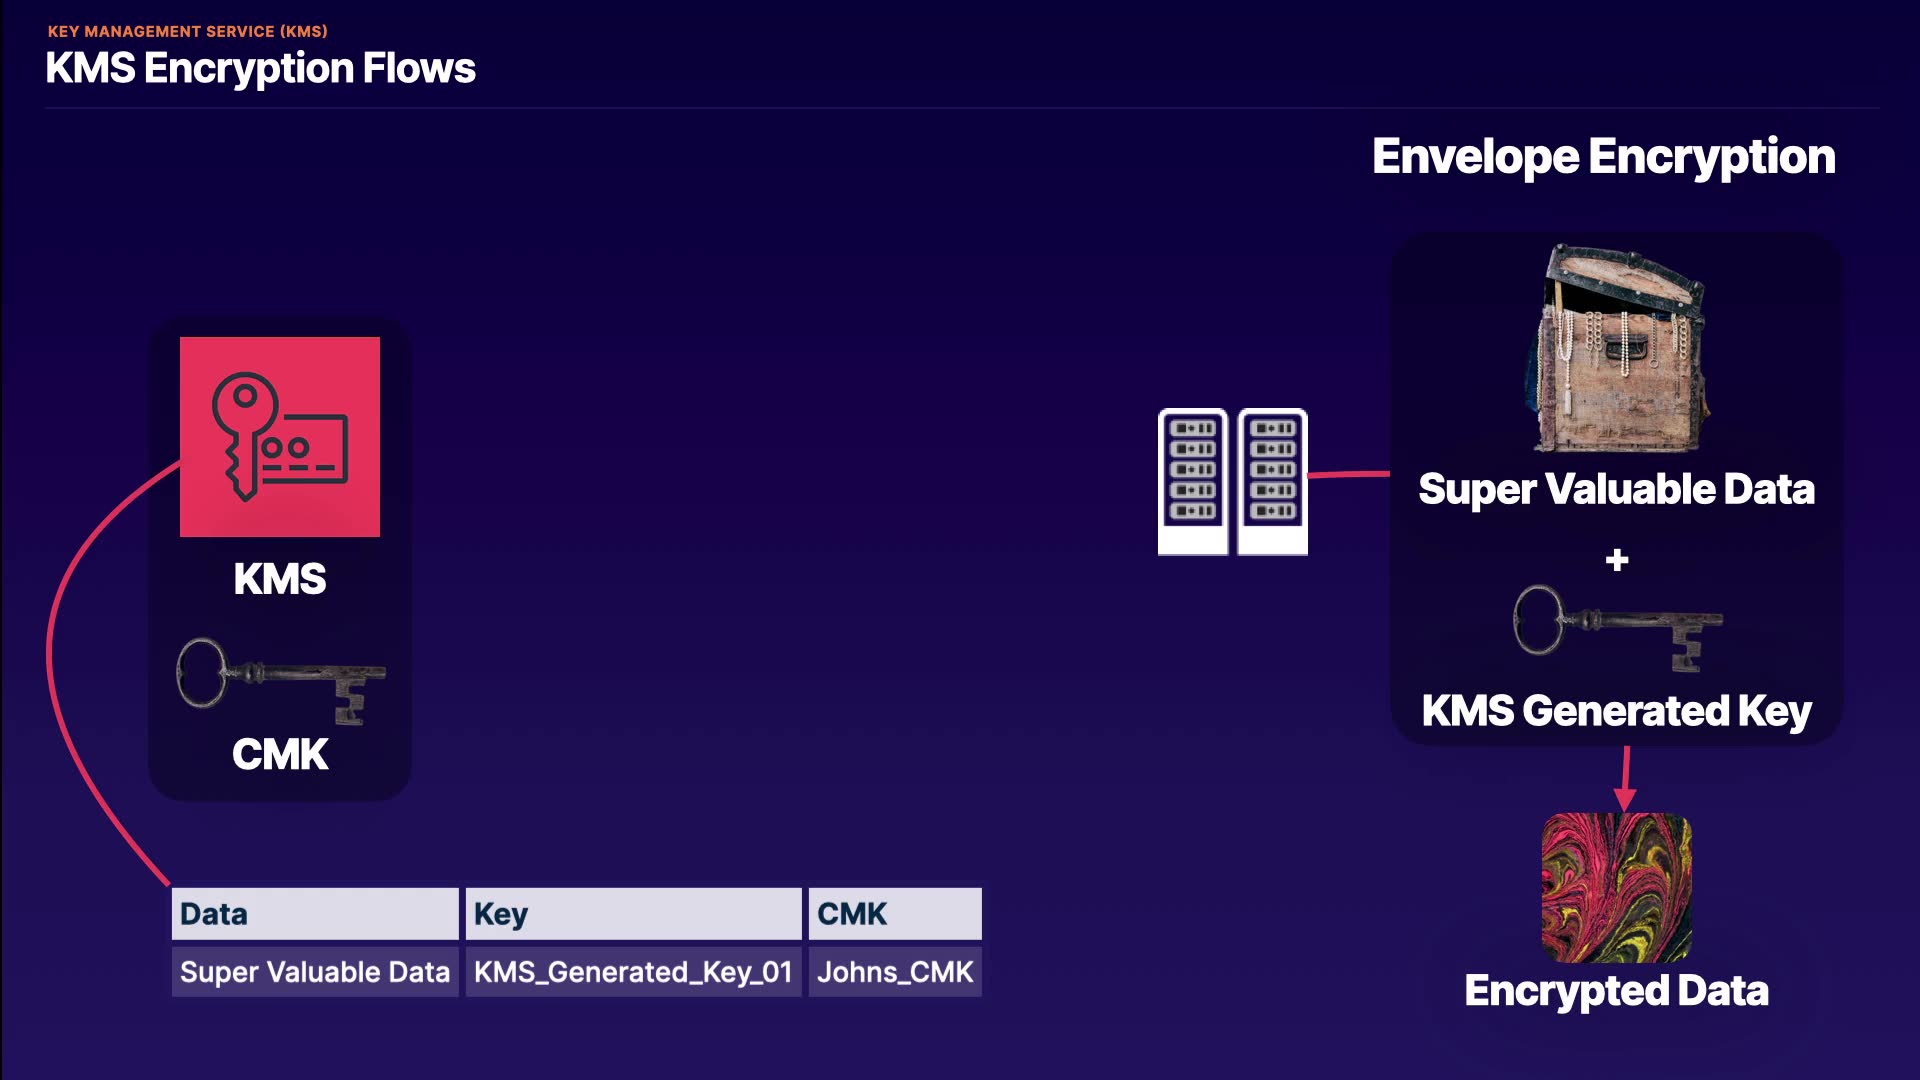 KEY MANAGEMENT SERVICE (KMS)
KMS Encryption Flows
Envelope Encryption
KMS
CMK
Super Valuable Data
+
KMS Generated Key
Encrypted Data
Data Key CMK
Super Valuable Data KMS_Generated_Key_01 Johns_CMK